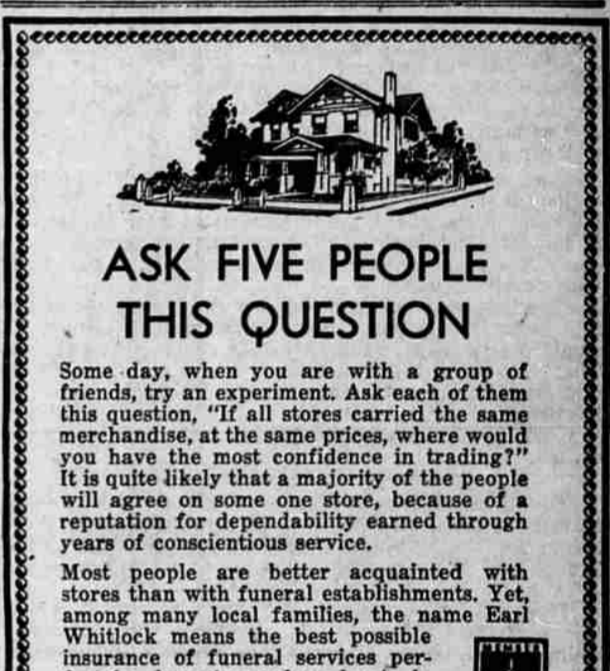 ASK FIVE PEOPLE
THIS QUESTION
Some day, when you are with a group of
friends, try an experiment. Ask each of them
this question, "If all stores carried the same
merchandise, at the same prices, where would
you have the most confidence in trading?"
It is quite likely that a majority of the people
will agree on some one store, because of a
reputation for dependability earned through
years of conscientious service.
Most people are better acquainted with
stores than with funeral establishments. Yet,
among many local families, the name Earl
Whitlock means the best possible
insurance of funeral services per-